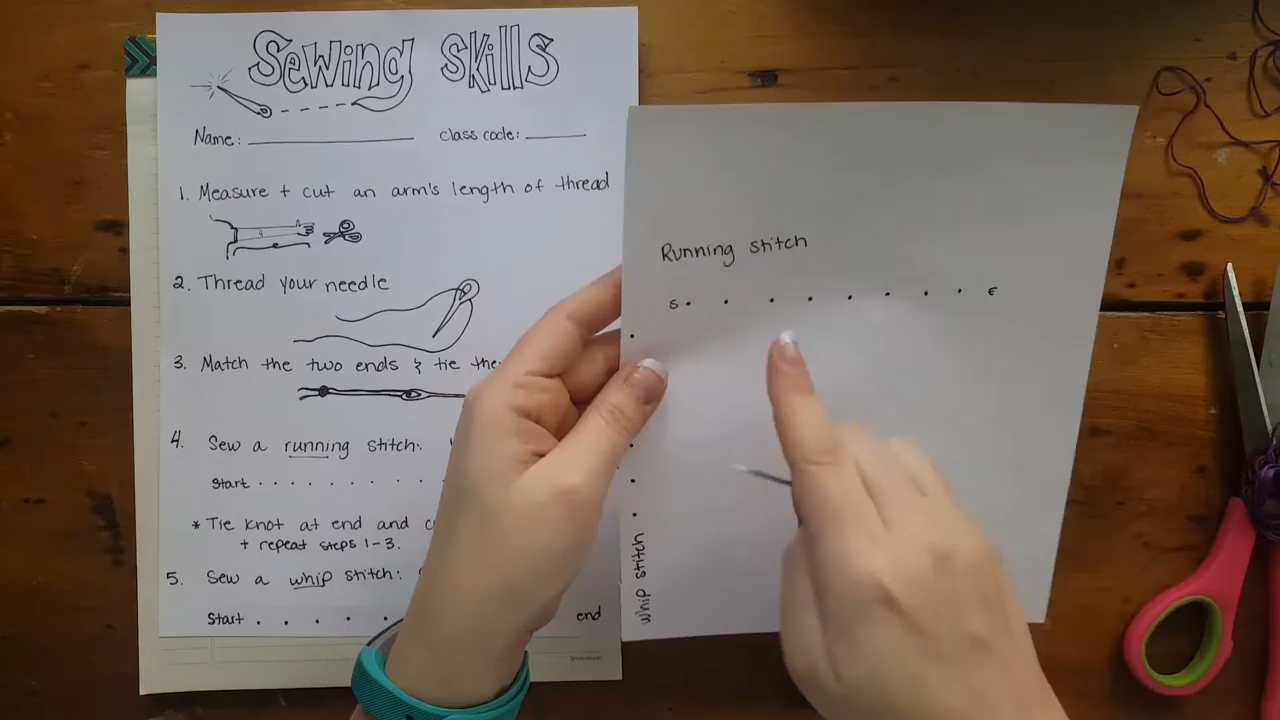 Sewing Skills
Name: class code:
1. Measure + cut an arm's length of thread
2. Thread your needle
3. Match the two ends & tie the
4. Sew a running stitch:
Start
* Tie knot at end and
+ repeat steps 1-3.
5. Sew a whip stitch:
Start end
Running stitch
S E
whip stitch